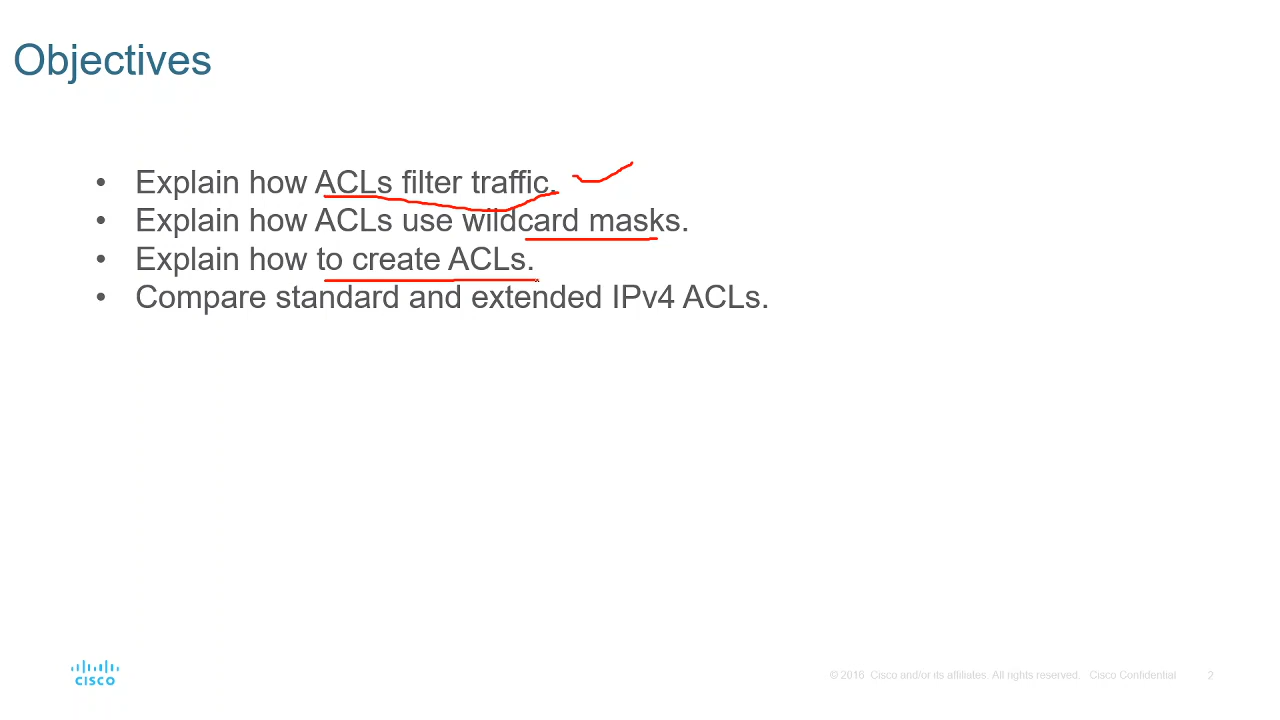 Objectives
• Explain how ACLs filter traffic.
• Explain how ACLs use wildcard masks.
• Explain how to create ACLs.
• Compare standard and extended IPv4 ACLs.
CISCO
© 2016 Cisco and/or its affiliates. All rights reserved. Cisco Confidential 2